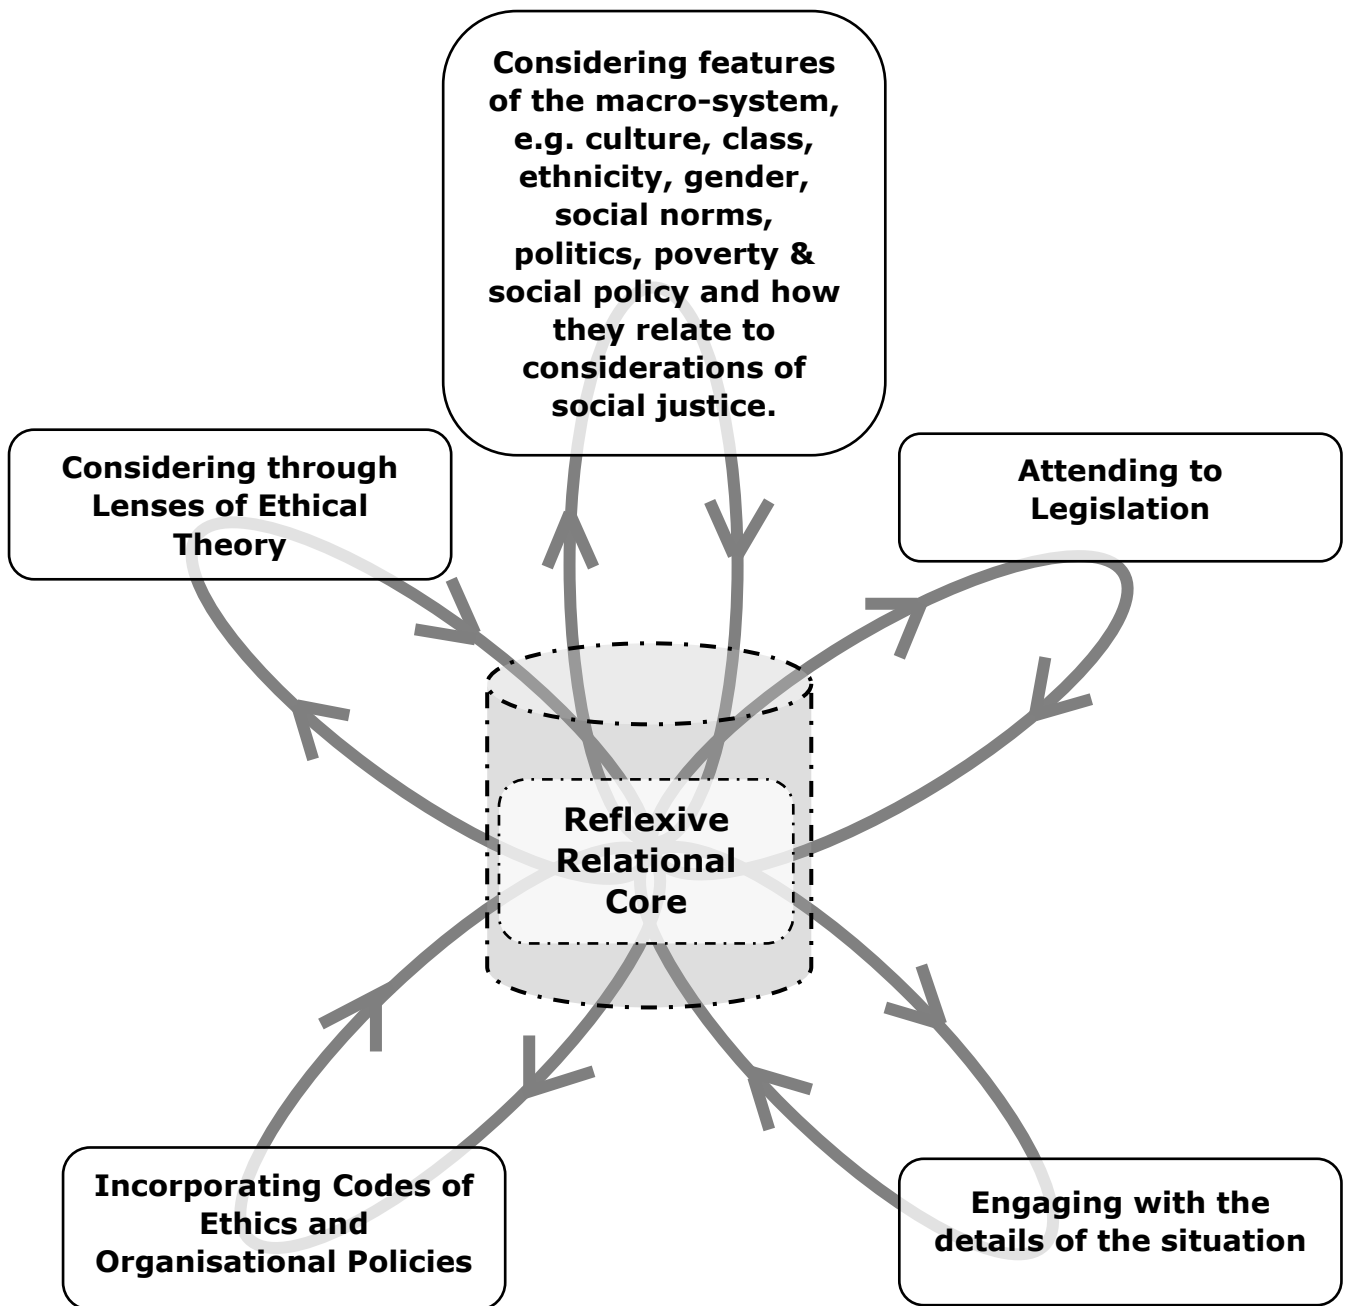 Considering features
of the macro-system,
e.g. culture, class,
ethnicity, gender,
social norms,
politics, poverty &
social policy and how
they relate to
considerations of
social justice.
Considering through
Lenses of Ethical
Theory
Attending to
Legislation
Reflexive
Relational
Core
Incorporating Codes of
Ethics and
Organisational Policies
Engaging with the
details of the situation